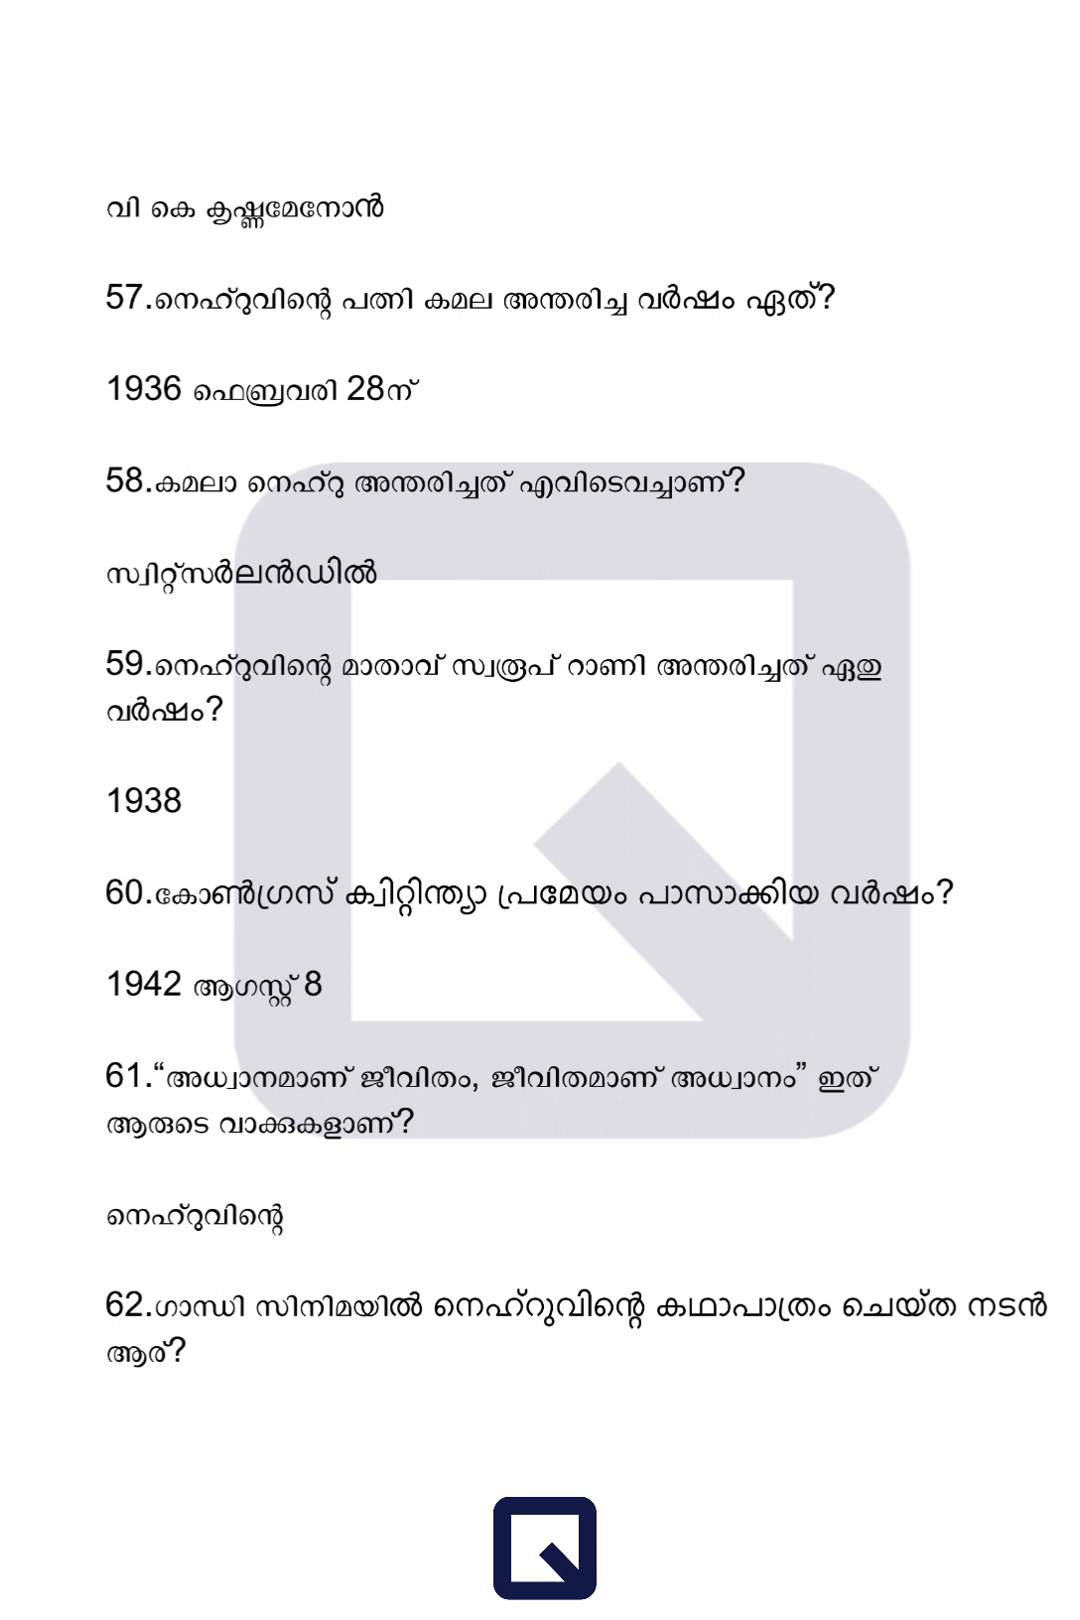 വി കെ കൃഷ്ണമേനോൻ
57.നെഹ്റുവിന്റെ പത്നി കമല അന്തരിച്ച വർഷം ഏത്?
1936 ഫെബ്രുവരി 28ന്
58.കമലാ നെഹ്റു അന്തരിച്ചത് എവിടെവച്ചാണ്?
സ്വിറ്റ്സർലൻഡിൽ
59.നെഹ്റുവിന്റെ മാതാവ് സ്വരൂപ് റാണി അന്തരിച്ചത് ഏതു
വർഷം?
1938
60.കോൺഗ്രസ് ക്വിറ്റിന്ത്യാ പ്രമേയം പാസാക്കിയ വർഷം?
1942 ആഗസ്റ്റ് 8
61.“അധ്വാനമാണ് ജീവിതം, ജീവിതമാണ് അധ്വാനം” ഇത്
ആരുടെ വാക്കുകളാണ്?
നെഹ്റുവിന്റെ
62.ഗാന്ധി സിനിമയിൽ നെഹ്റുവിന്റെ കഥാപാത്രം ചെയ്ത നടൻ
ആര്?